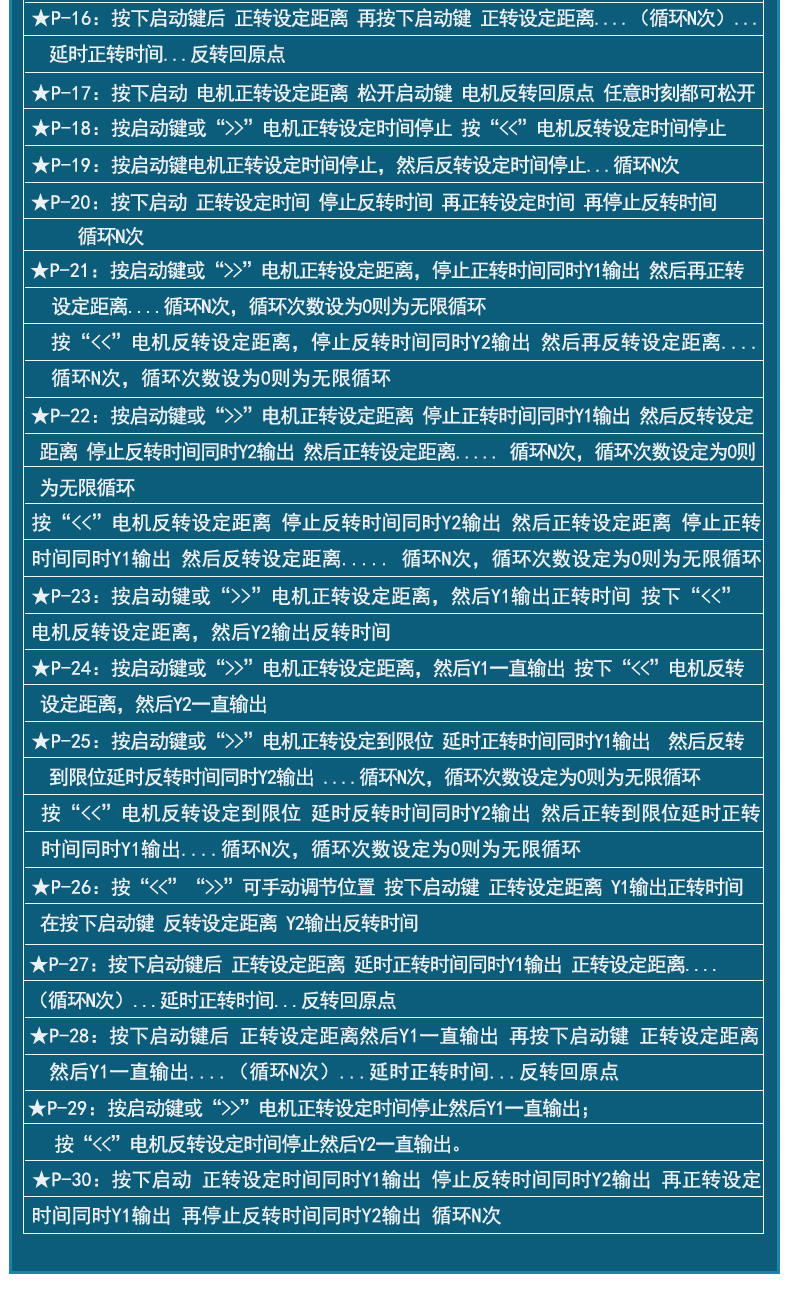 ★P-16：按下启动键后 正转设定距离 再按下启动键 正转设定距离....（循环N次）...
延时正转时间...反转回原点
★P-17：按下启动 电机正转设定距离 松开启动键 电机反转回原点 任意时刻都可松开
★P-18：按启动键或“>>”电机正转设定时间停止 按“<<”电机反转设定时间停止
★P-19：按启动键电机正转设定时间停止，然后反转设定时间停止...循环N次
★P-20：按下启动 正转设定时间 停止反转时间 再正转设定时间 再停止反转时间
循环N次
★P-21：按启动键或“>>”电机正转设定距离，停止正转时间同时Y1输出 然后再正转
设定距离....循环N次，循环次数设为0则为无限循环
按“<<”电机反转设定距离，停止反转时间同时Y2输出 然后再反转设定距离....
循环N次，循环次数设为0则为无限循环
★P-22：按启动键或“>>”电机正转设定距离 停止正转时间同时Y1输出 然后反转设定
距离 停止反转时间同时Y2输出 然后正转设定距离..... 循环N次，循环次数设定为0则
为无限循环
按“<<”电机反转设定距离 停止反转时间同时Y2输出 然后正转设定距离 停止正转
时间同时Y1输出 然后反转设定距离..... 循环N次，循环次数设定为0则为无限循环
★P-23：按启动键或“>>”电机正转设定距离，然后Y1输出正转时间 按下“<<”
电机反转设定距离，然后Y2输出反转时间
★P-24：按启动键或“>>”电机正转设定距离，然后Y1一直输出 按下“<<”电机反转
设定距离，然后Y2一直输出
★P-25：按启动键或“>>”电机正转设定到限位 延时正转时间同时Y1输出 然后反转
到限位延时反转时间同时Y2输出 ....循环N次，循环次数设定为0则为无限循环
按“<<”电机反转设定到限位 延时反转时间同时Y2输出 然后正转到限位延时正转
时间同时Y1输出....循环N次，循环次数设定为0则为无限循环
★P-26：按“<<” “>>”可手动调节位置 按下启动键 正转设定距离 Y1输出正转时间
在按下启动键 反转设定距离 Y2输出反转时间
★P-27：按下启动键后 正转设定距离 延时正转时间同时Y1输出 正转设定距离....
（循环N次）...延时正转时间...反转回原点
★P-28：按下启动键后 正转设定距离然后Y1一直输出 再按下启动键 正转设定距离
然后Y1一直输出....（循环N次）...延时正转时间...反转回原点
★P-29：按启动键或“>>”电机正转设定时间停止然后Y1一直输出；
按“<<”电机反转设定时间停止然后Y2一直输出。
★P-30：按下启动 正转设定时间同时Y1输出 停止反转时间同时Y2输出 再正转设定
时间同时Y1输出 再停止反转时间同时Y2输出 循环N次